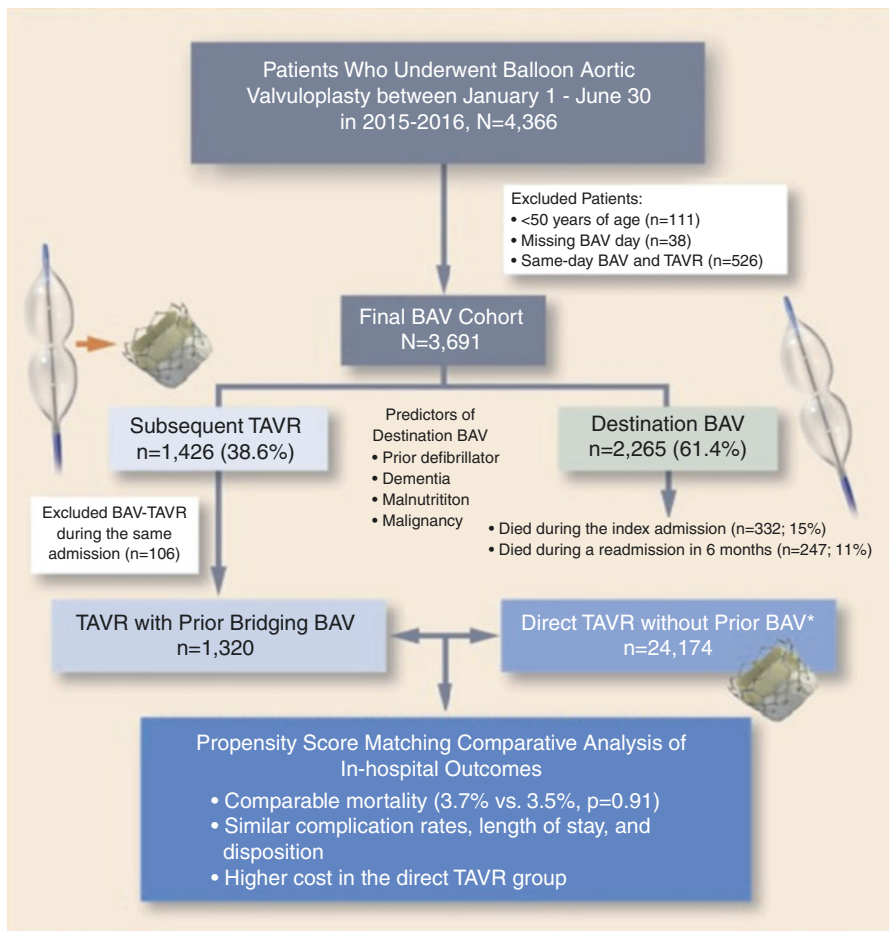 Patients Who Underwent Balloon Aortic
Valvuloplasty between January 1 - June 30
in 2015-2016, N=4,366
Excluded Patients:
• <50 years of age (n=111)
• Missing BAV day (n=38)
• Same-day BAV and TAVR (n=526)
Final BAV Cohort
N=3,691
Subsequent TAVR
n=1,426 (38.6%)
Predictors of
Destination BAV
• Prior defibrillator
• Dementia
• Malnutrititon
• Malignancy
Destination BAV
n=2,265 (61.4%)
Excluded BAV-TAVR
during the same
admission (n=106)
• Died during the index admission (n=332; 15%)
• Died during a readmission in 6 months (n=247; 11%)
TAVR with Prior Bridging BAV
n=1,320
Direct TAVR without Prior BAV*
n=24,174
Propensity Score Matching Comparative Analysis of
In-hospital Outcomes
• Comparable mortality (3.7% vs. 3.5%, p=0.91)
• Similar complication rates, length of stay, and
disposition
• Higher cost in the direct TAVR group